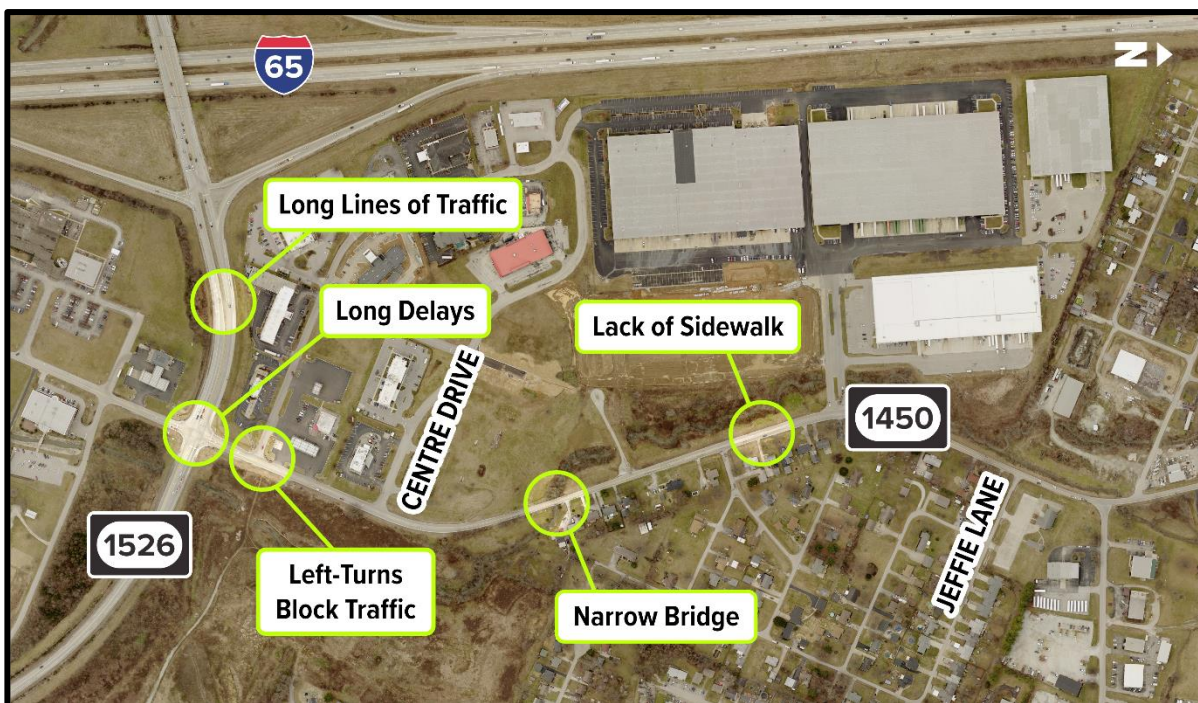 65
N
Long Lines of Traffic
Long Delays
Lack of Sidewalk
CENTRE DRIVE
1450
JEFFIE LANE
1526
Left-Turns
Block Traffic
Narrow Bridge